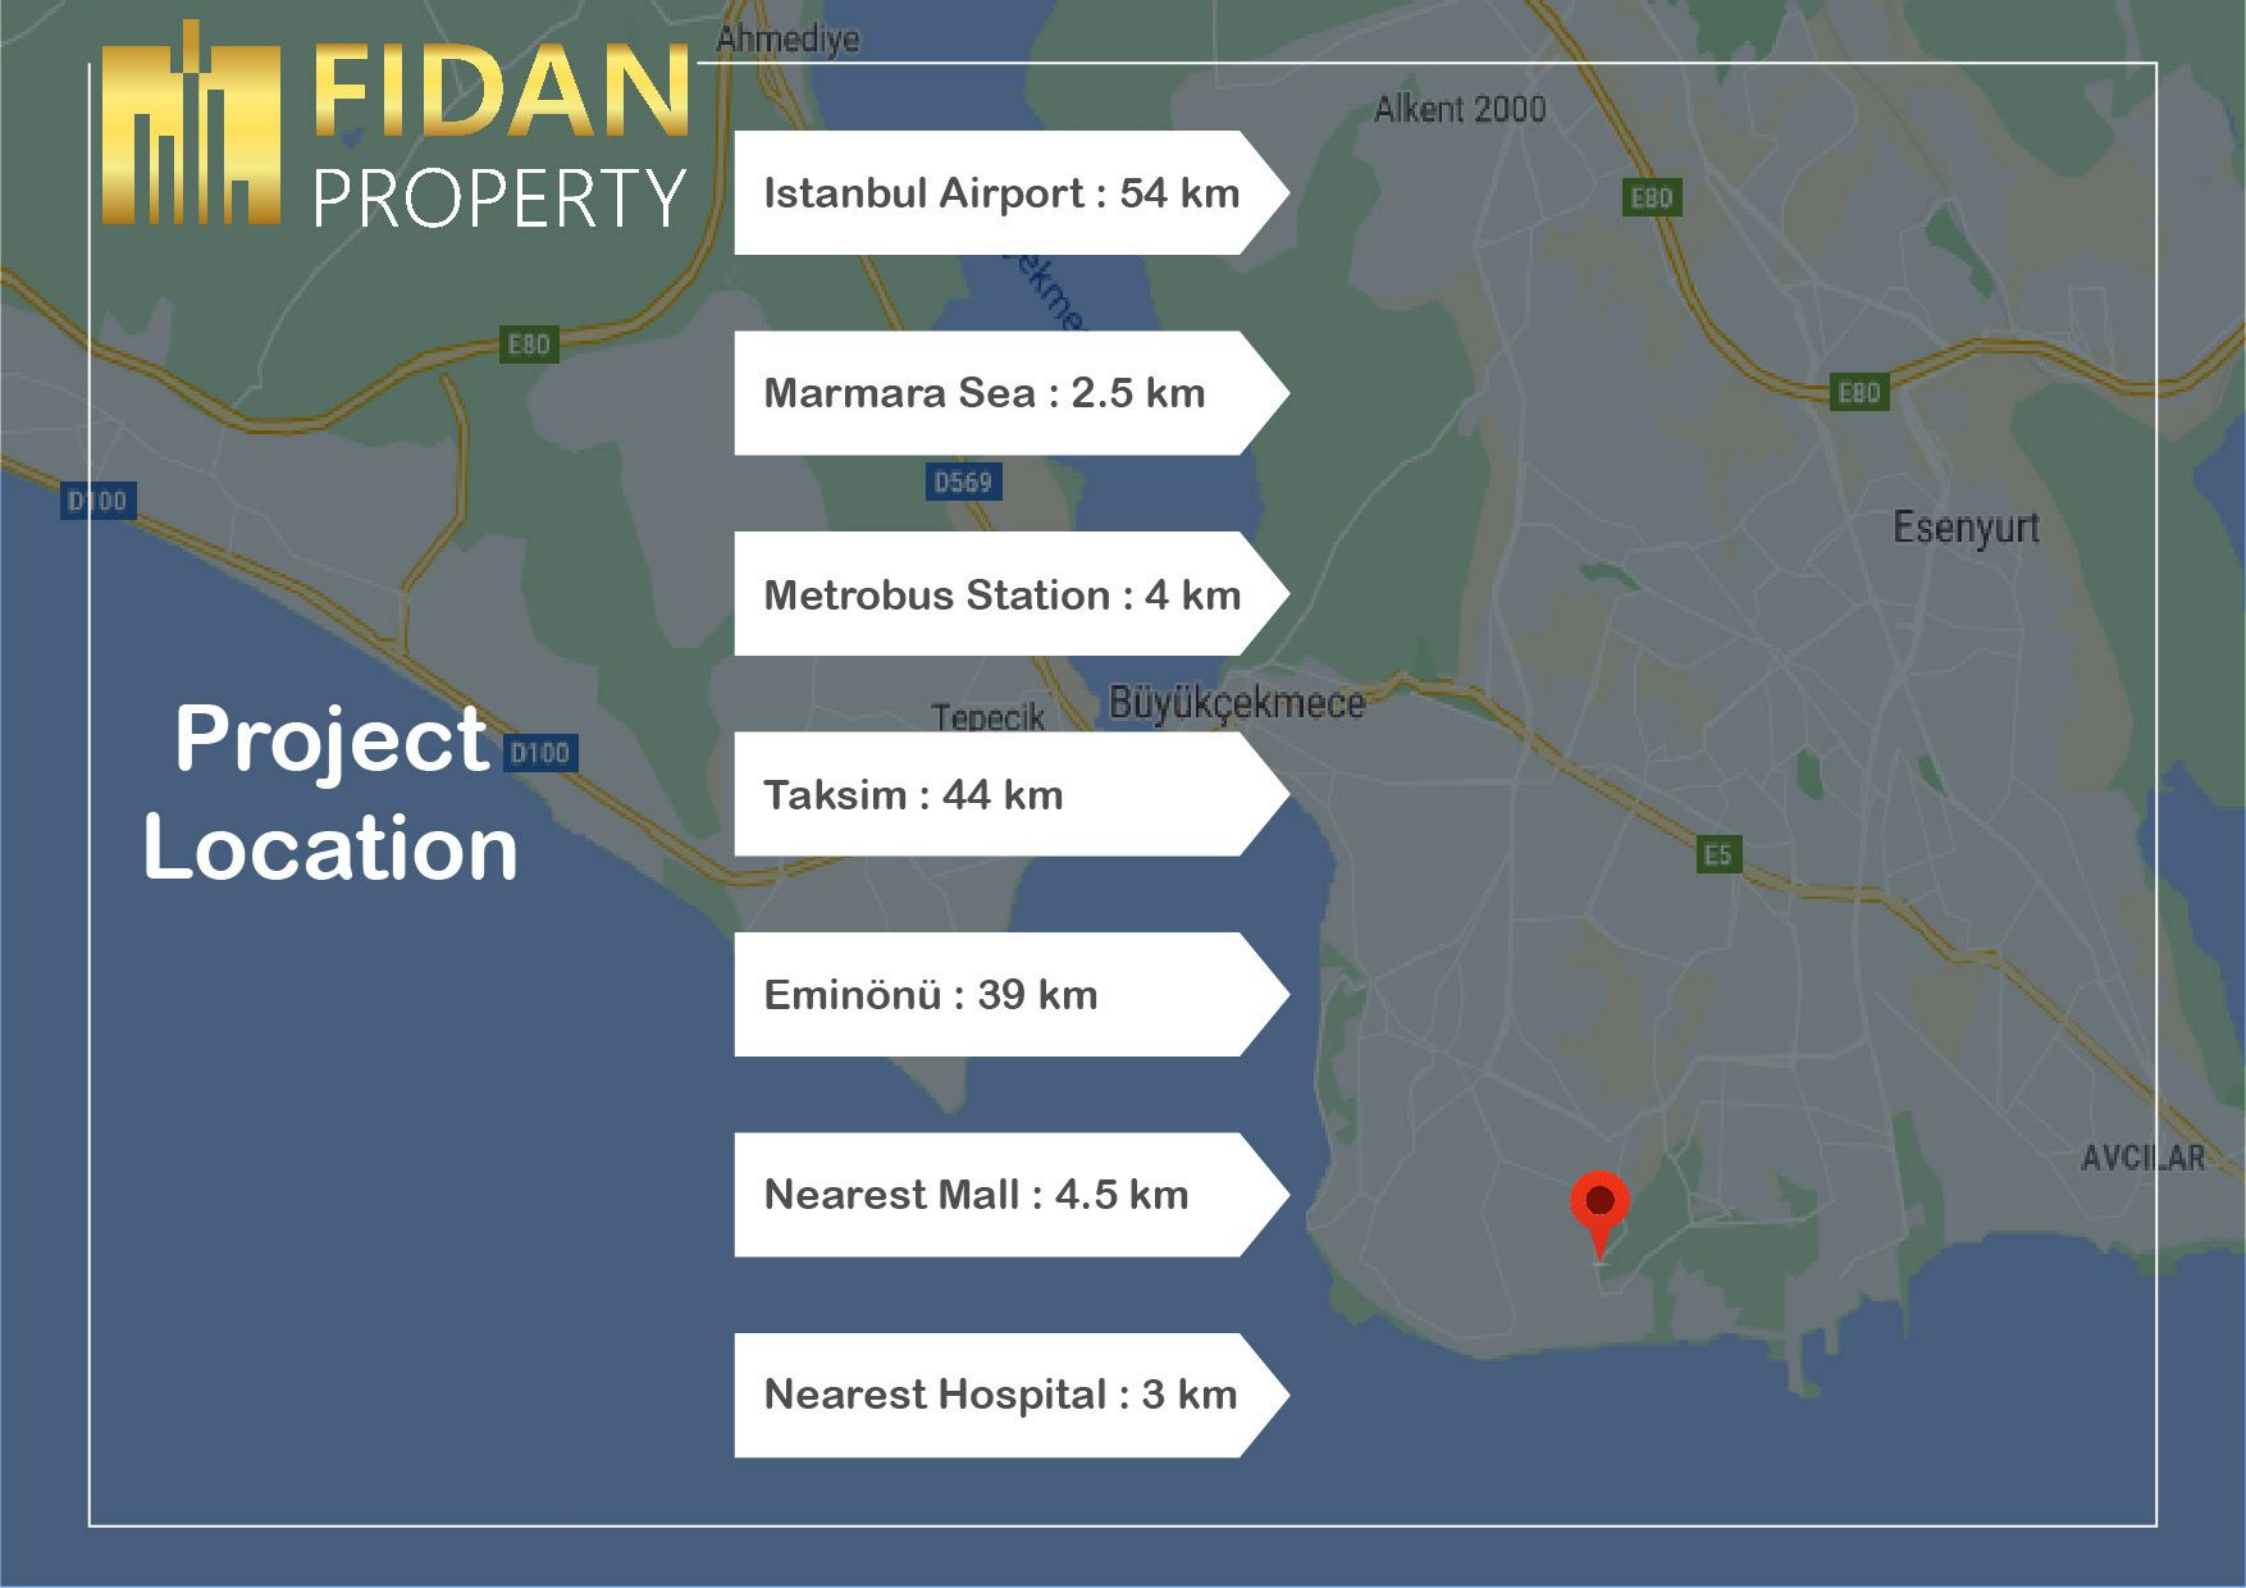 FIDAN
PROPERTY
Ahmediye
Alkent 2000
Istanbul Airport : 54 km
E80
E80
Marmara Sea : 2.5 km
E80
D100
D569
Esenyurt
Metrobus Station : 4 km
Project
Location
D100
Tepecik
Büyükçekmece
Taksim : 44 km
E5
Eminönü : 39 km
Nearest Mall : 4.5 km
AVCILAR
Nearest Hospital : 3 km